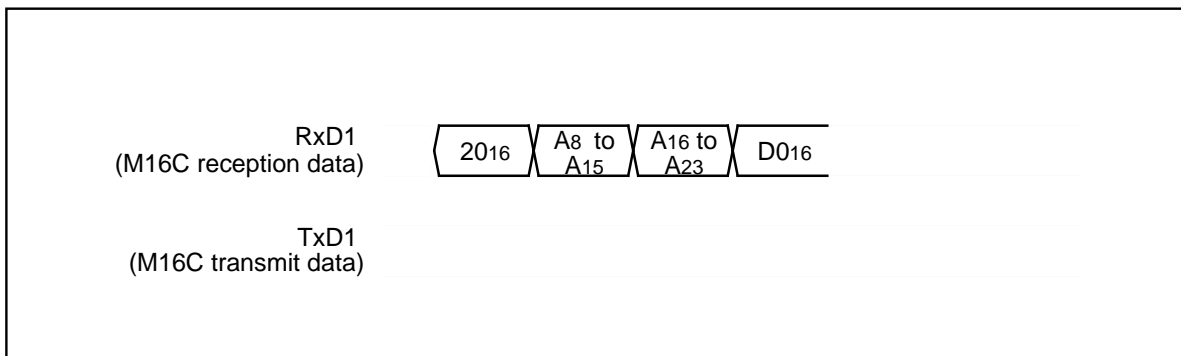 RxD1
(M16C reception data)
2016
A8 to
A15
A16 to
A23
D016
TxD1
(M16C transmit data)